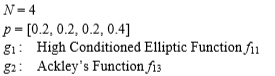 N = 4
p = [0.2, 0.2, 0.2, 0.4]
g₁ : High Conditioned Elliptic Function f₁₁
g₂ : Ackley's Function f₁₃